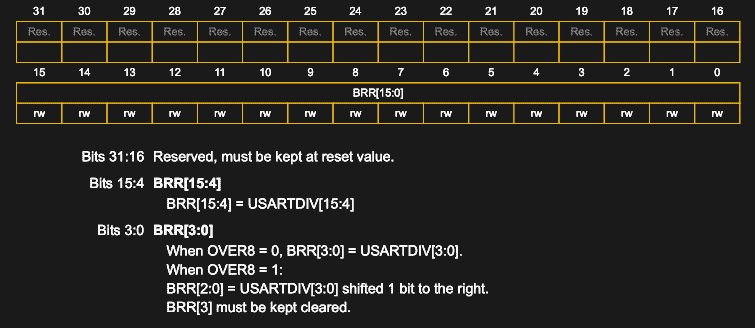 31 30 29 28 27 26 25 24 23 22 21 20 19 18 17 16
Res. Res. Res. Res. Res. Res. Res. Res. Res. Res. Res. Res. Res. Res. Res. Res.
15 14 13 12 11 10 9 8 7 6 5 4 3 2 1 0
BRR[15:0]
rw rw rw rw rw rw rw rw rw rw rw rw rw rw rw rw
Bits 31:16 Reserved, must be kept at reset value.
Bits 15:4 BRR[15:4]
BRR[15:4] = USARTDIV[15:4]
Bits 3:0 BRR[3:0]
When OVER8 = 0, BRR[3:0] = USARTDIV[3:0].
When OVER8 = 1:
BRR[2:0] = USARTDIV[3:0] shifted 1 bit to the right.
BRR[3] must be kept cleared.